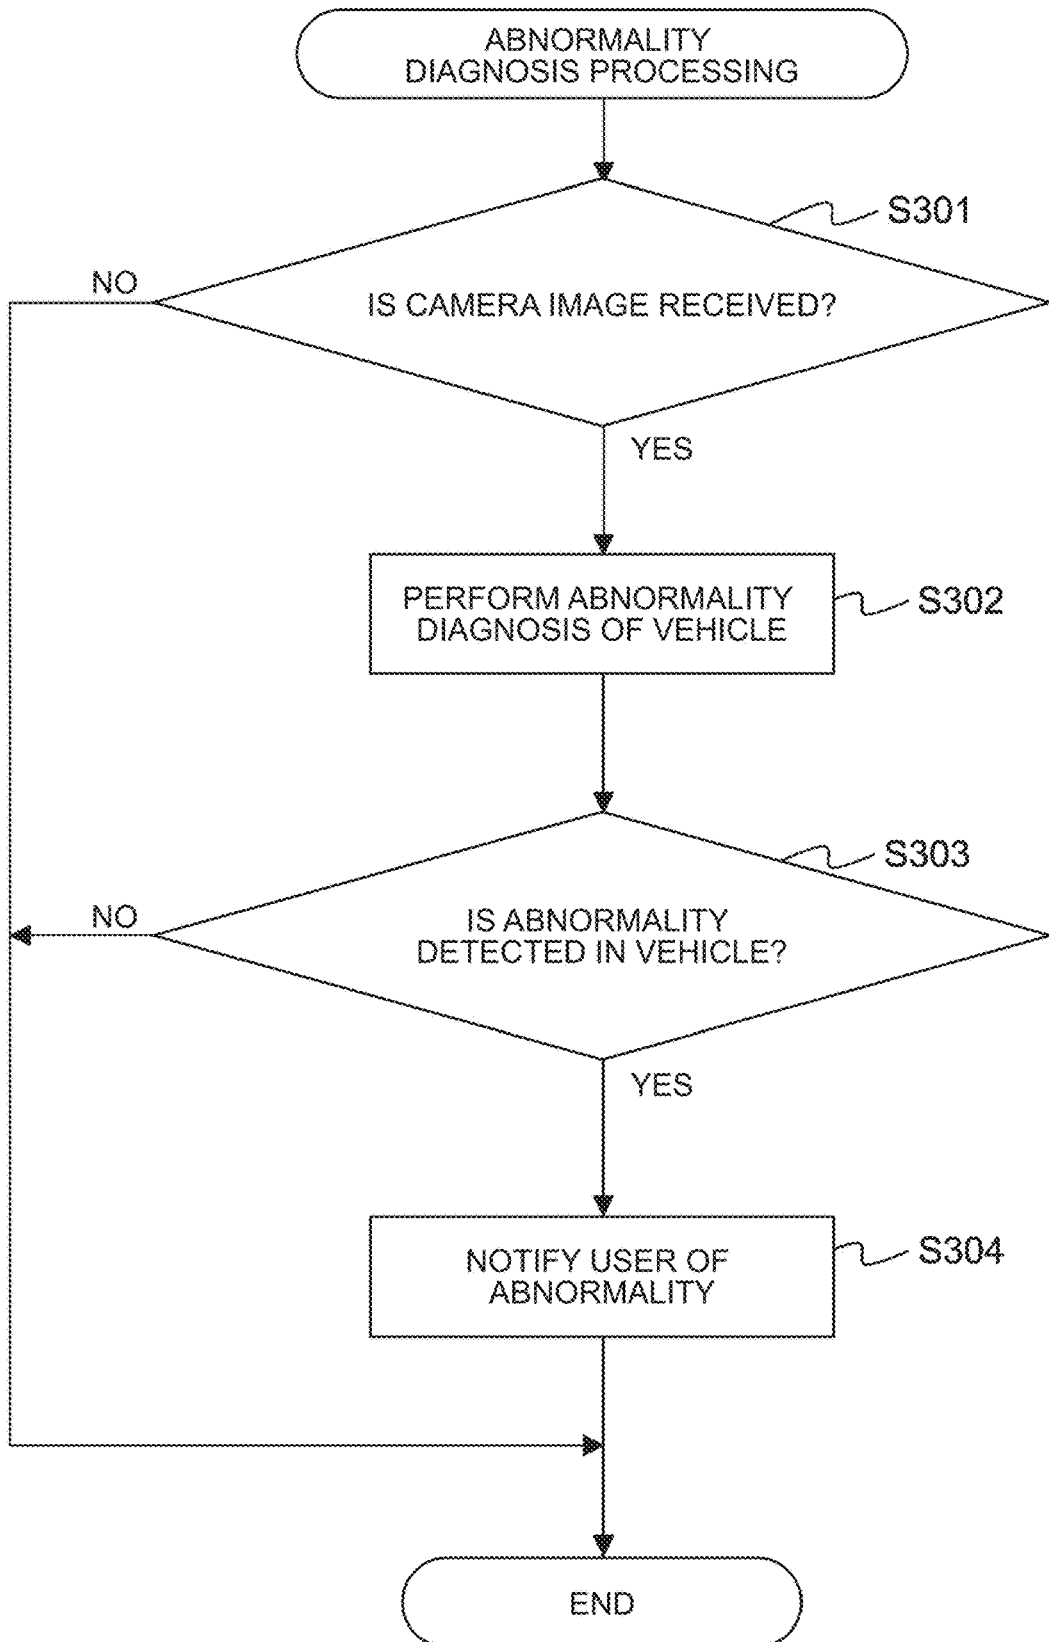 ABNORMALITY
DIAGNOSIS PROCESSING
S301
NO
IS CAMERA IMAGE RECEIVED?
YES
PERFORM ABNORMALITY
DIAGNOSIS OF VEHICLE
S302
S303
NO
IS ABNORMALITY
DETECTED IN VEHICLE?
YES
NOTIFY USER OF
ABNORMALITY
S304
END